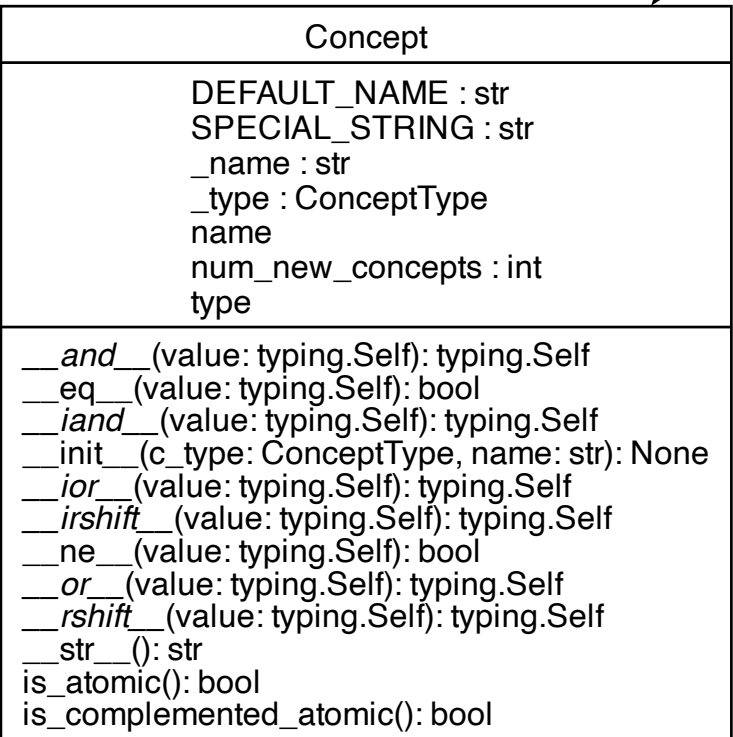 Concept
DEFAULT_NAME : str
SPECIAL_STRING : str
_name : str
_type : ConceptType
name
num_new_concepts : int
type
__and__(value: typing.Self): typing.Self
__eq__(value: typing.Self): bool
__iand__(value: typing.Self): typing.Self
__init__(c_type: ConceptType, name: str): None
__ior__(value: typing.Self): typing.Self
__irshift__(value: typing.Self): typing.Self
__ne__(value: typing.Self): bool
__or__(value: typing.Self): typing.Self
__rshift__(value: typing.Self): typing.Self
__str__(): str
is_atomic(): bool
is_complemented_atomic(): bool